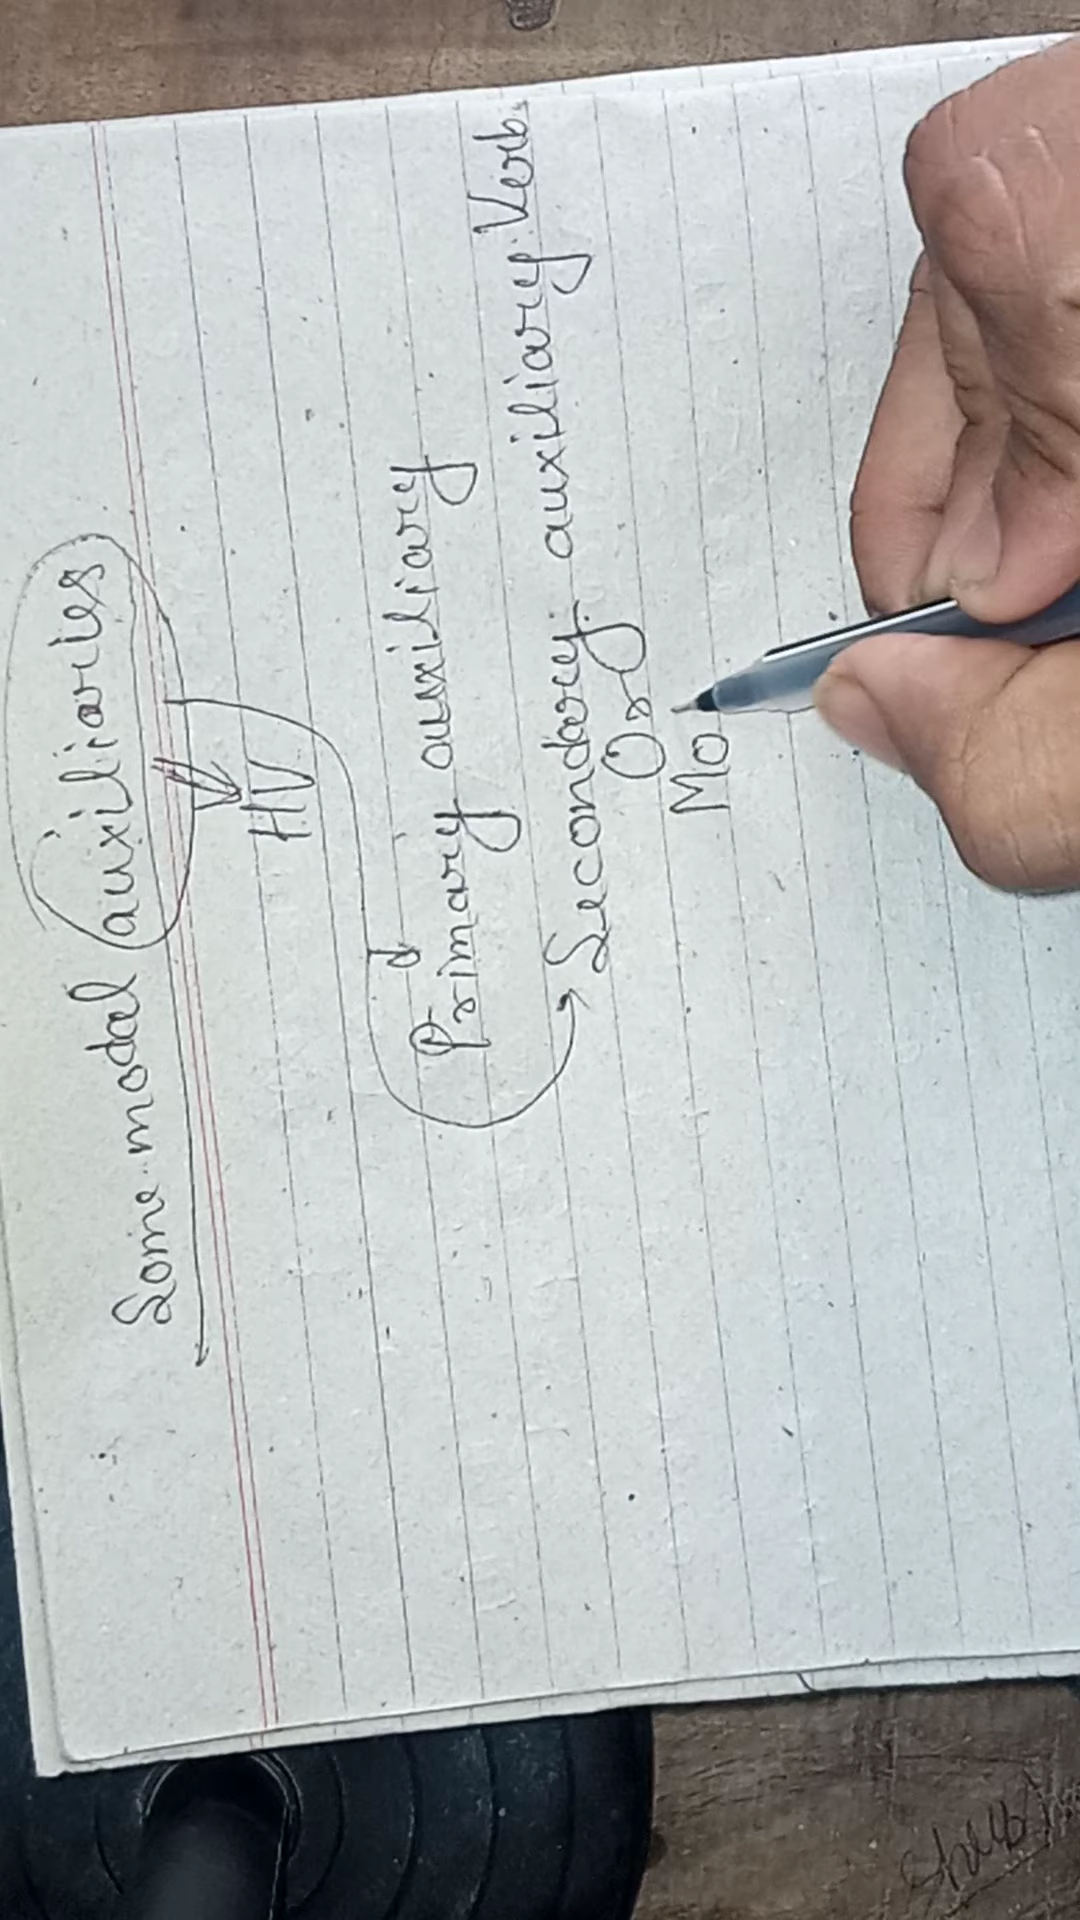 Some modal auxiliaries
HV
Primary auxiliary
Secondary auxiliary Verb.
Or
Mo